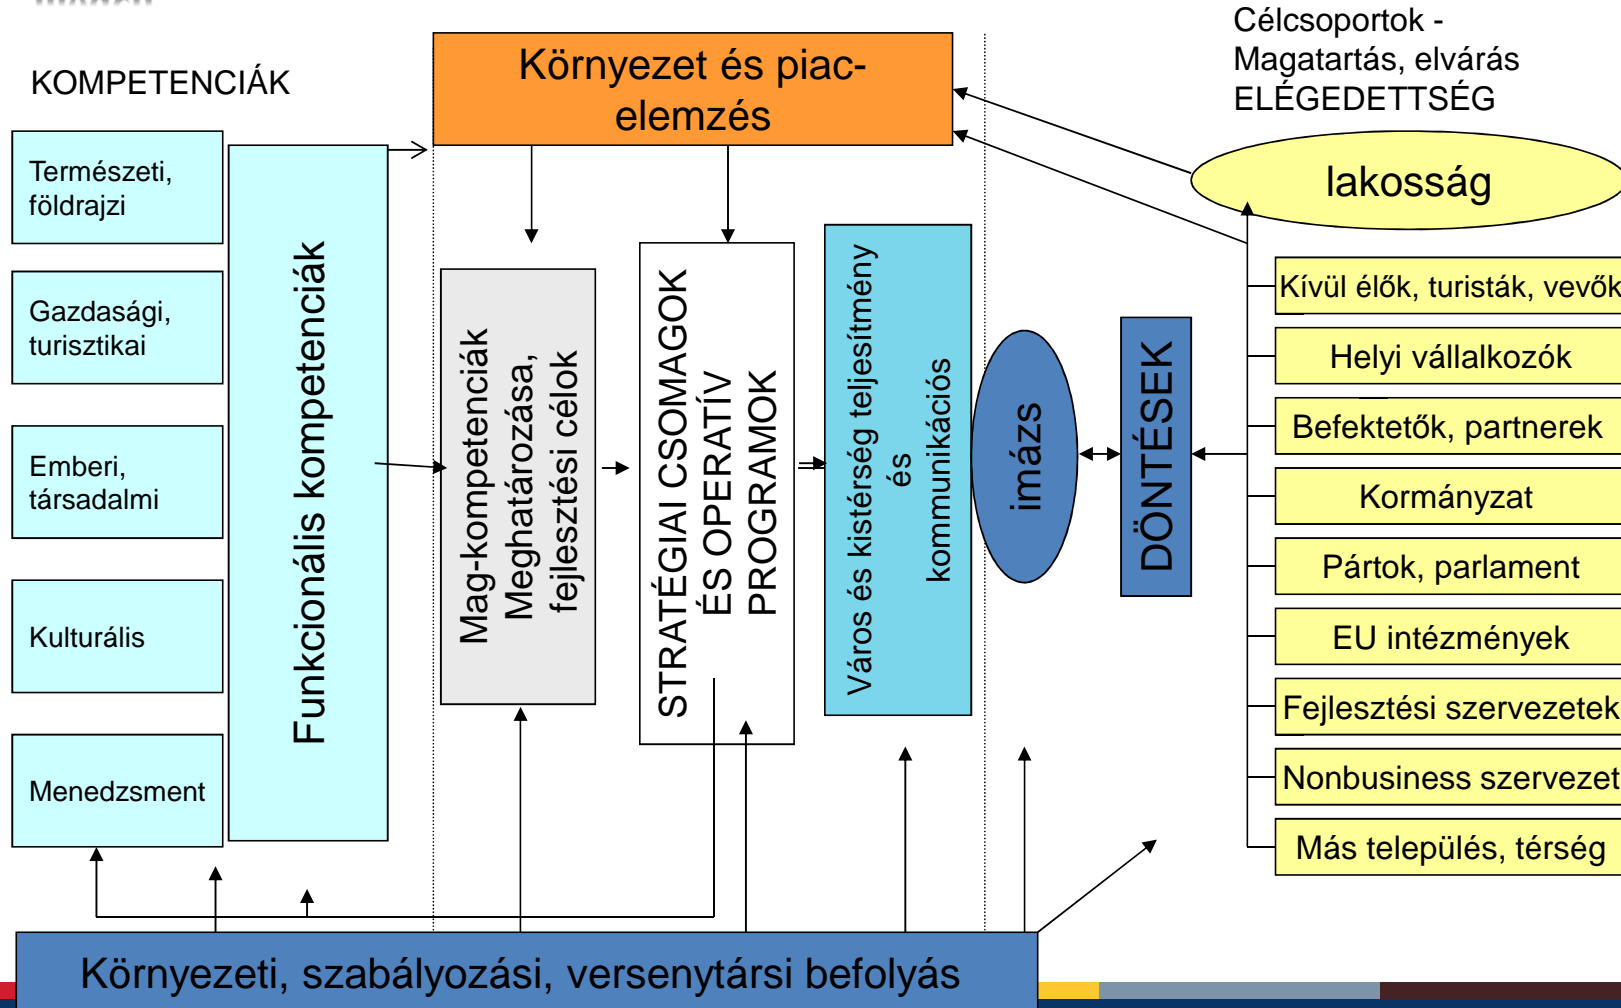 KOMPETENCIÁK
Környezet és piac-
elemzés
Célcsoportok -
Magatartás, elvárás
ELÉGEDETTSÉG
Természeti,
földrajzi
Gazdasági,
turisztikai
Emberi,
társadalmi
Kulturális
Menedzsment
Funkcionális kompetenciák
Mag-kompetenciák
Meghatározása,
fejlesztési célok
STRATÉGIAI CSOMAGOK
ÉS OPERATÍV
PROGRAMOK
Város és kistérség teljesítmény
és
kommunikációs
imázs
DÖNTÉSEK
lakosság
Kívül élők, turisták, vevők
Helyi vállalkozók
Befektetők, partnerek
Kormányzat
Pártok, parlament
EU intézmények
Fejlesztési szervezetek
Nonbusiness szervezet
Más település, térség
Környezeti, szabályozási, versenytársi befolyás